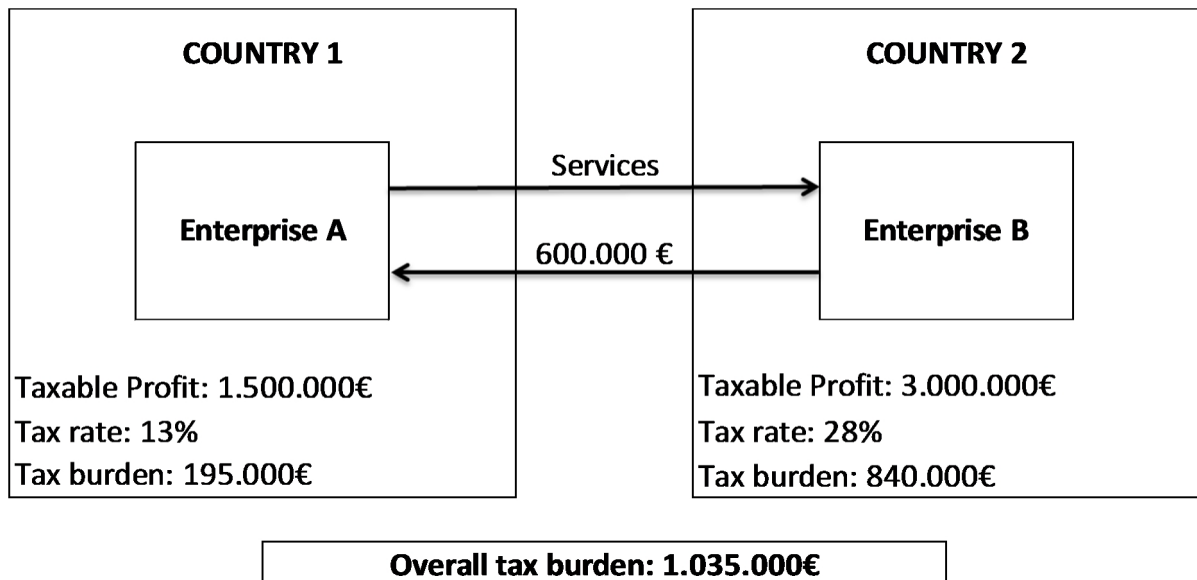 COUNTRY 1
COUNTRY 2
Services
Enterprise A
Enterprise B
600.000 €
Taxable Profit: 1.500.000€
Tax rate: 13%
Tax burden: 195.000€
Taxable Profit: 3.000.000€
Tax rate: 28%
Tax burden: 840.000€
Overall tax burden: 1.035.000€